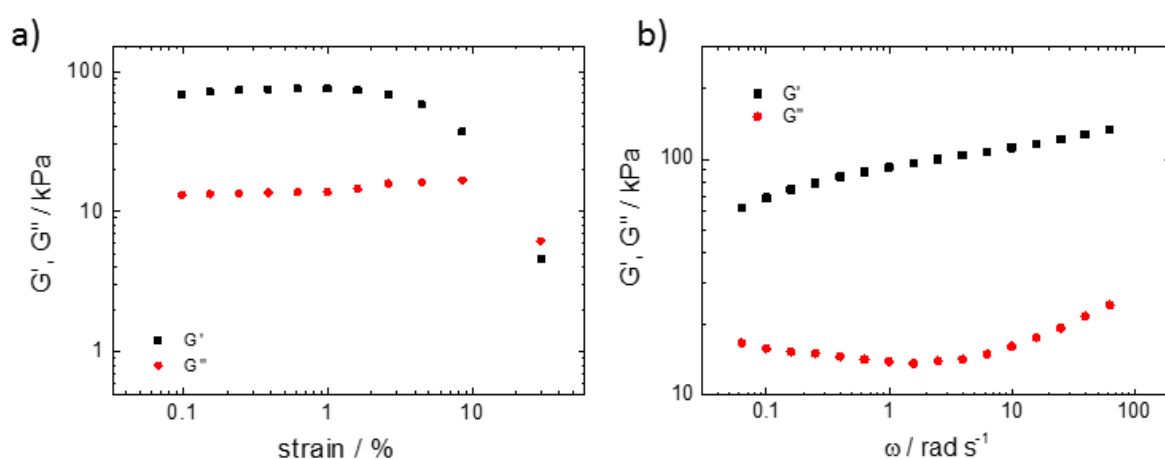 a)
100
10
1
G', G'' / kPa
G'
G''
0.1 1 10
strain / %
b)
100
10
G', G'' / kPa
G'
G''
0.1 1 10 100
ω / rad s⁻¹